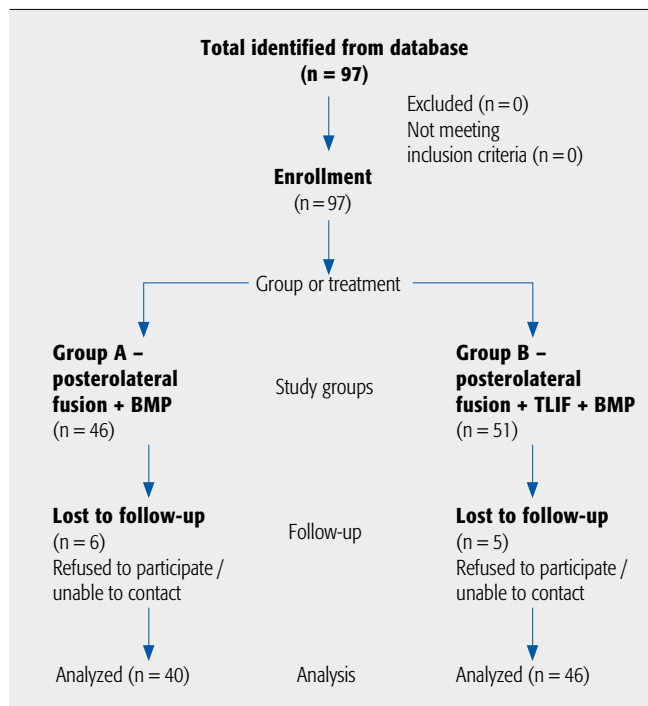 Total identified from database
(n = 97)
Excluded (n = 0)
Not meeting
inclusion criteria (n = 0)
Enrollment
(n = 97)
Group or treatment
Group A –
posterolateral
fusion + BMP
(n = 46)
Study groups
Group B –
posterolateral
fusion + TLIF + BMP
(n = 51)
Lost to follow-up
(n = 6)
Refused to participate /
unable to contact
Follow-up
Lost to follow-up
(n = 5)
Refused to participate /
unable to contact
Analyzed (n = 40)
Analysis
Analyzed (n = 46)